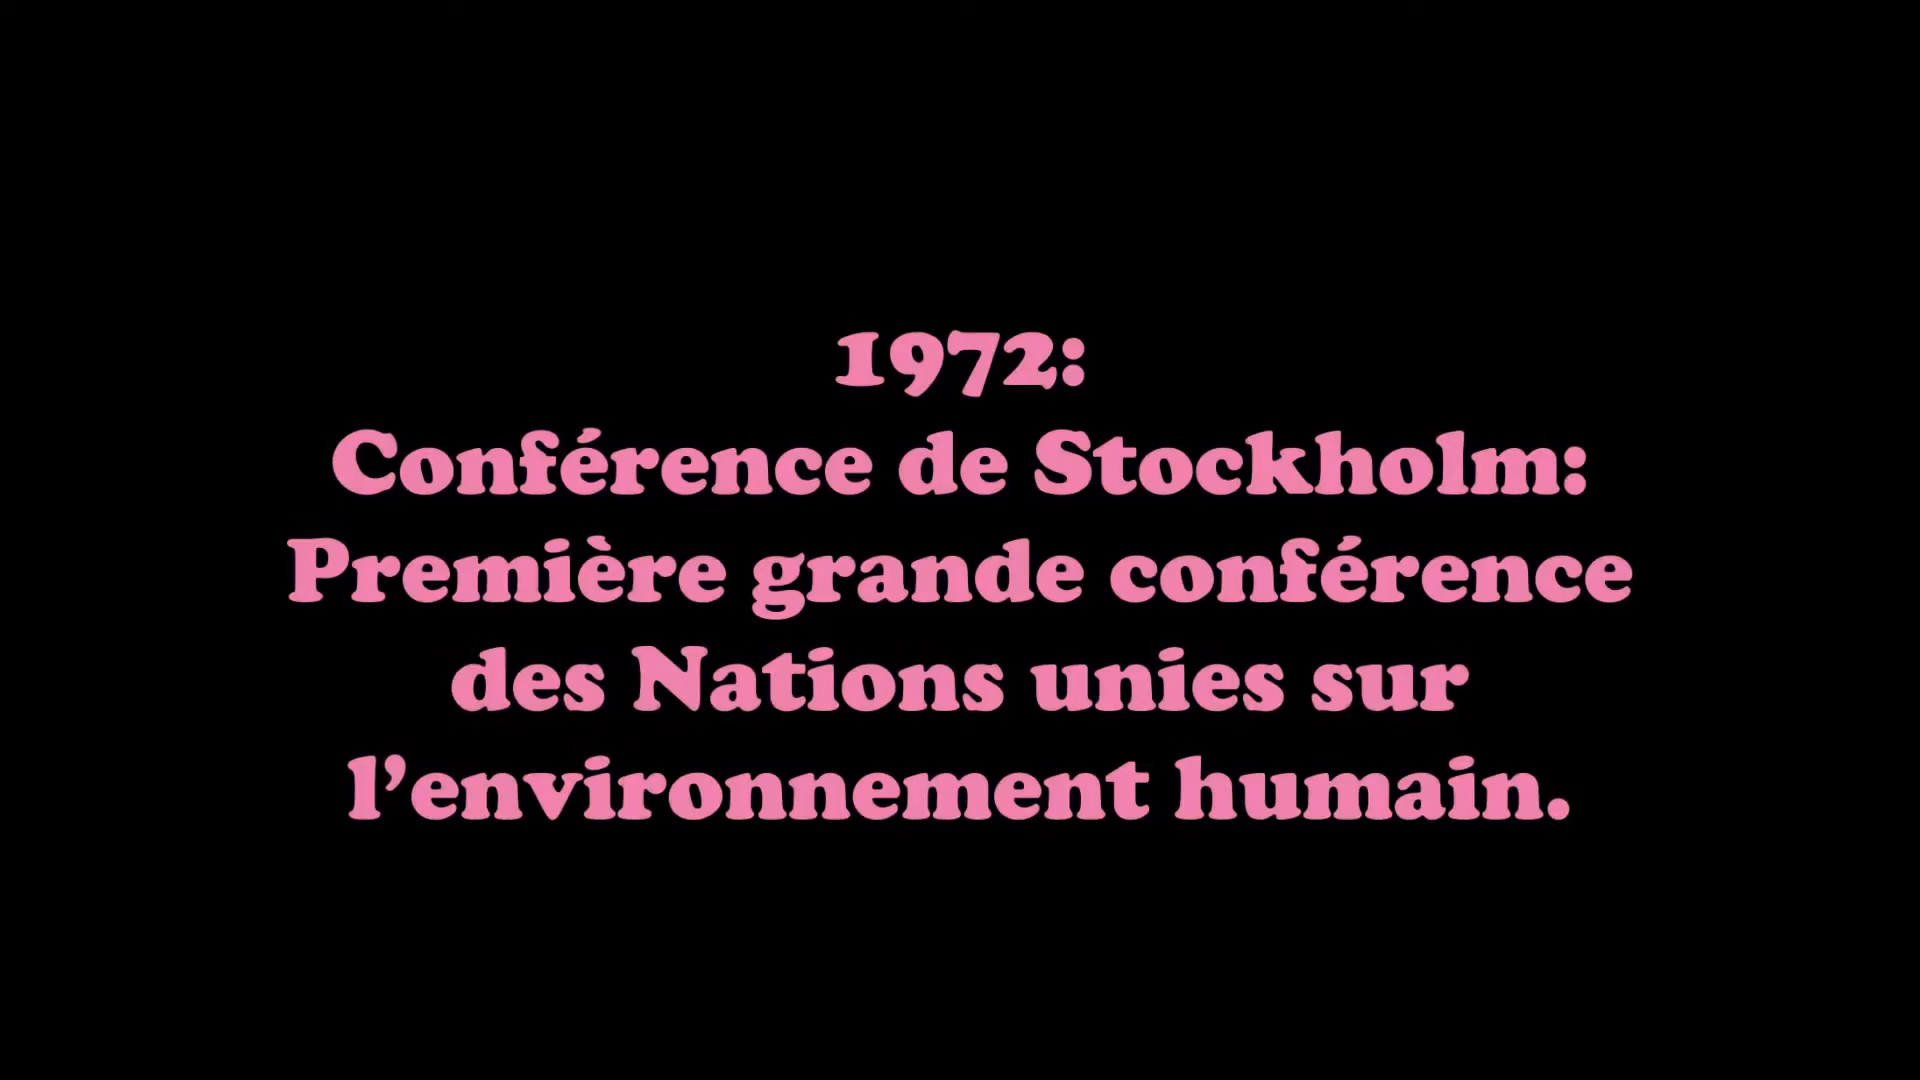 1972:
Conférence de Stockholm:
Première grande conférence
des Nations unies sur
l’environnement humain.